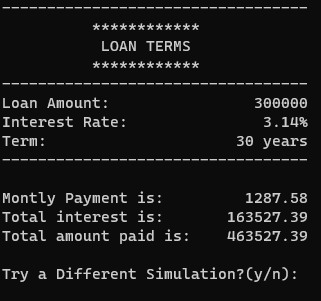 ----------------------------------
************
LOAN TERMS
************
----------------------------------
Loan Amount: 300000
Interest Rate: 3.14%
Term: 30 years
----------------------------------
Montly Payment is: 1287.58
Total interest is: 163527.39
Total amount paid is: 463527.39
Try a Different Simulation?(y/n):